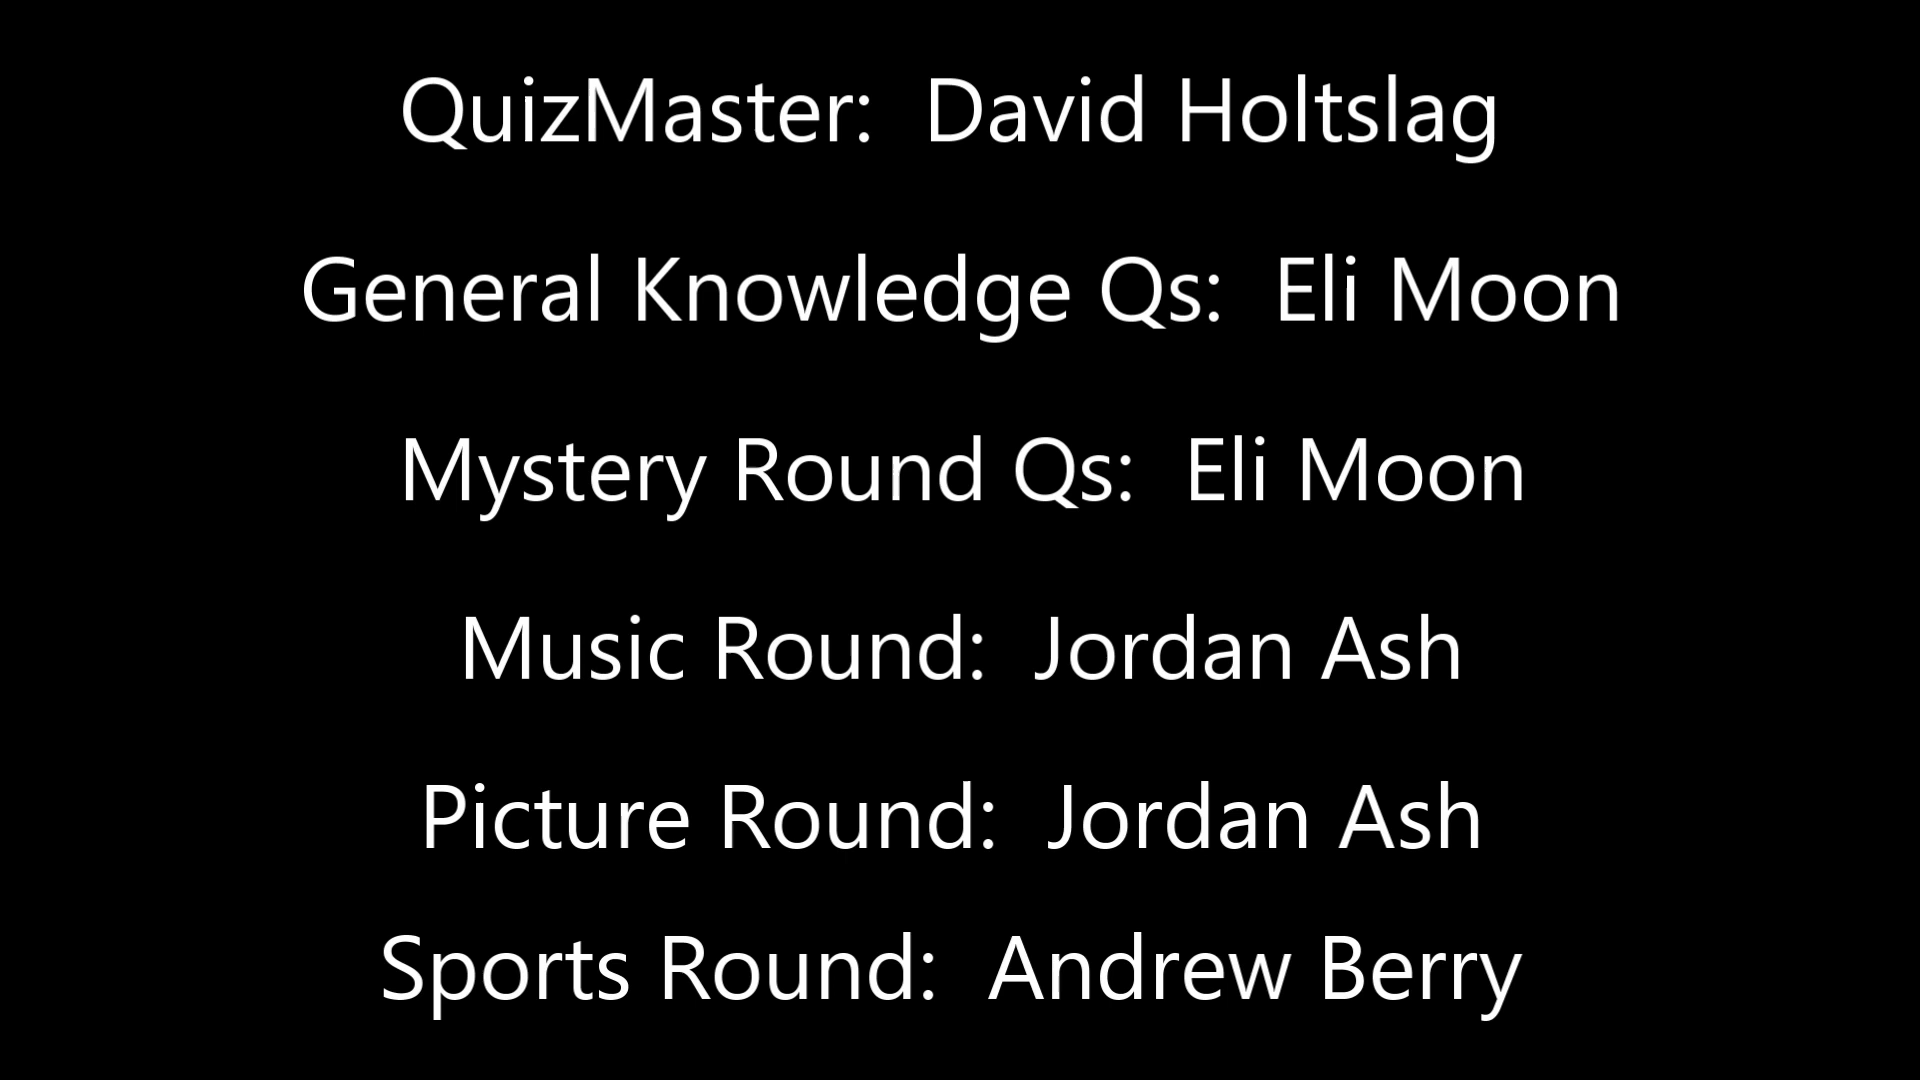 QuizMaster:  David Holtslag
General Knowledge Qs:  Eli Moon
Mystery Round Qs:  Eli Moon
Music Round:  Jordan Ash
Picture Round:  Jordan Ash
Sports Round:  Andrew Berry